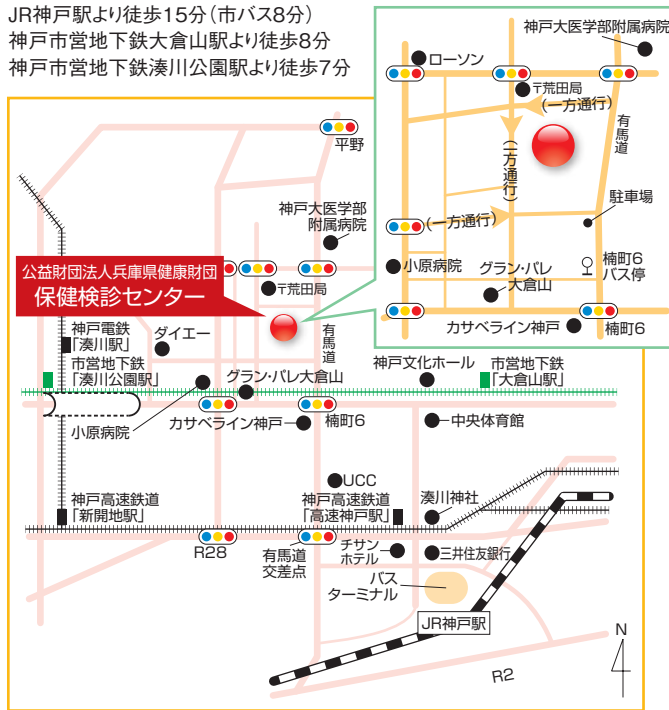 JR神戸駅より徒歩15分(市バス8分)
神戸市営地下鉄大倉山駅より徒歩8分
神戸市営地下鉄湊川公園駅より徒歩7分
神戸大医学部附属病院
ローソン
〒荒田局
(一方通行)
有馬道
(一方通行)
駐車場
(一方通行)
小原病院
グラン・パレ
大倉山
楠町6
バス停
カサベライン神戸
楠町6
平野
神戸大医学部
附属病院
公益財団法人兵庫県健康財団
保健検診センター
〒荒田局
有馬道
神戸電鉄
「湊川駅」
ダイエー
市営地下鉄
「湊川公園駅」
グラン・パレ大倉山
神戸文化ホール
市営地下鉄
「大倉山駅」
小原病院
カサベライン神戸
楠町6
中央体育館
UCC
神戸高速鉄道
「新開地駅」
神戸高速鉄道
「高速神戸駅」
湊川神社
R28
有馬道
交差点
チサン
ホテル
三井住友銀行
バス
ターミナル
JR神戸駅
R2
N